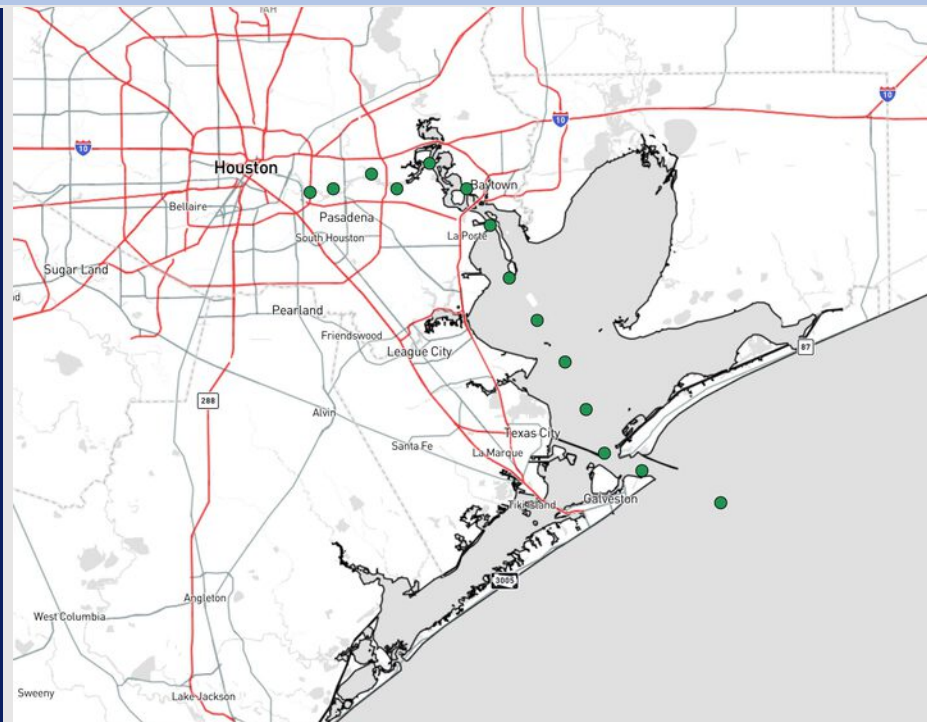 IAH
10
10
10
Houston
Baytown
Bellaire
Pasadena
La Porte
South Houston
Sugar Land
Pearland
Friendswood
87
League City
288
Alvin
Texas City
Santa Fe
La Marque
Galveston
Tiki Island
3005
Angleton
West Columbia
Sweeny
Lake Jackson